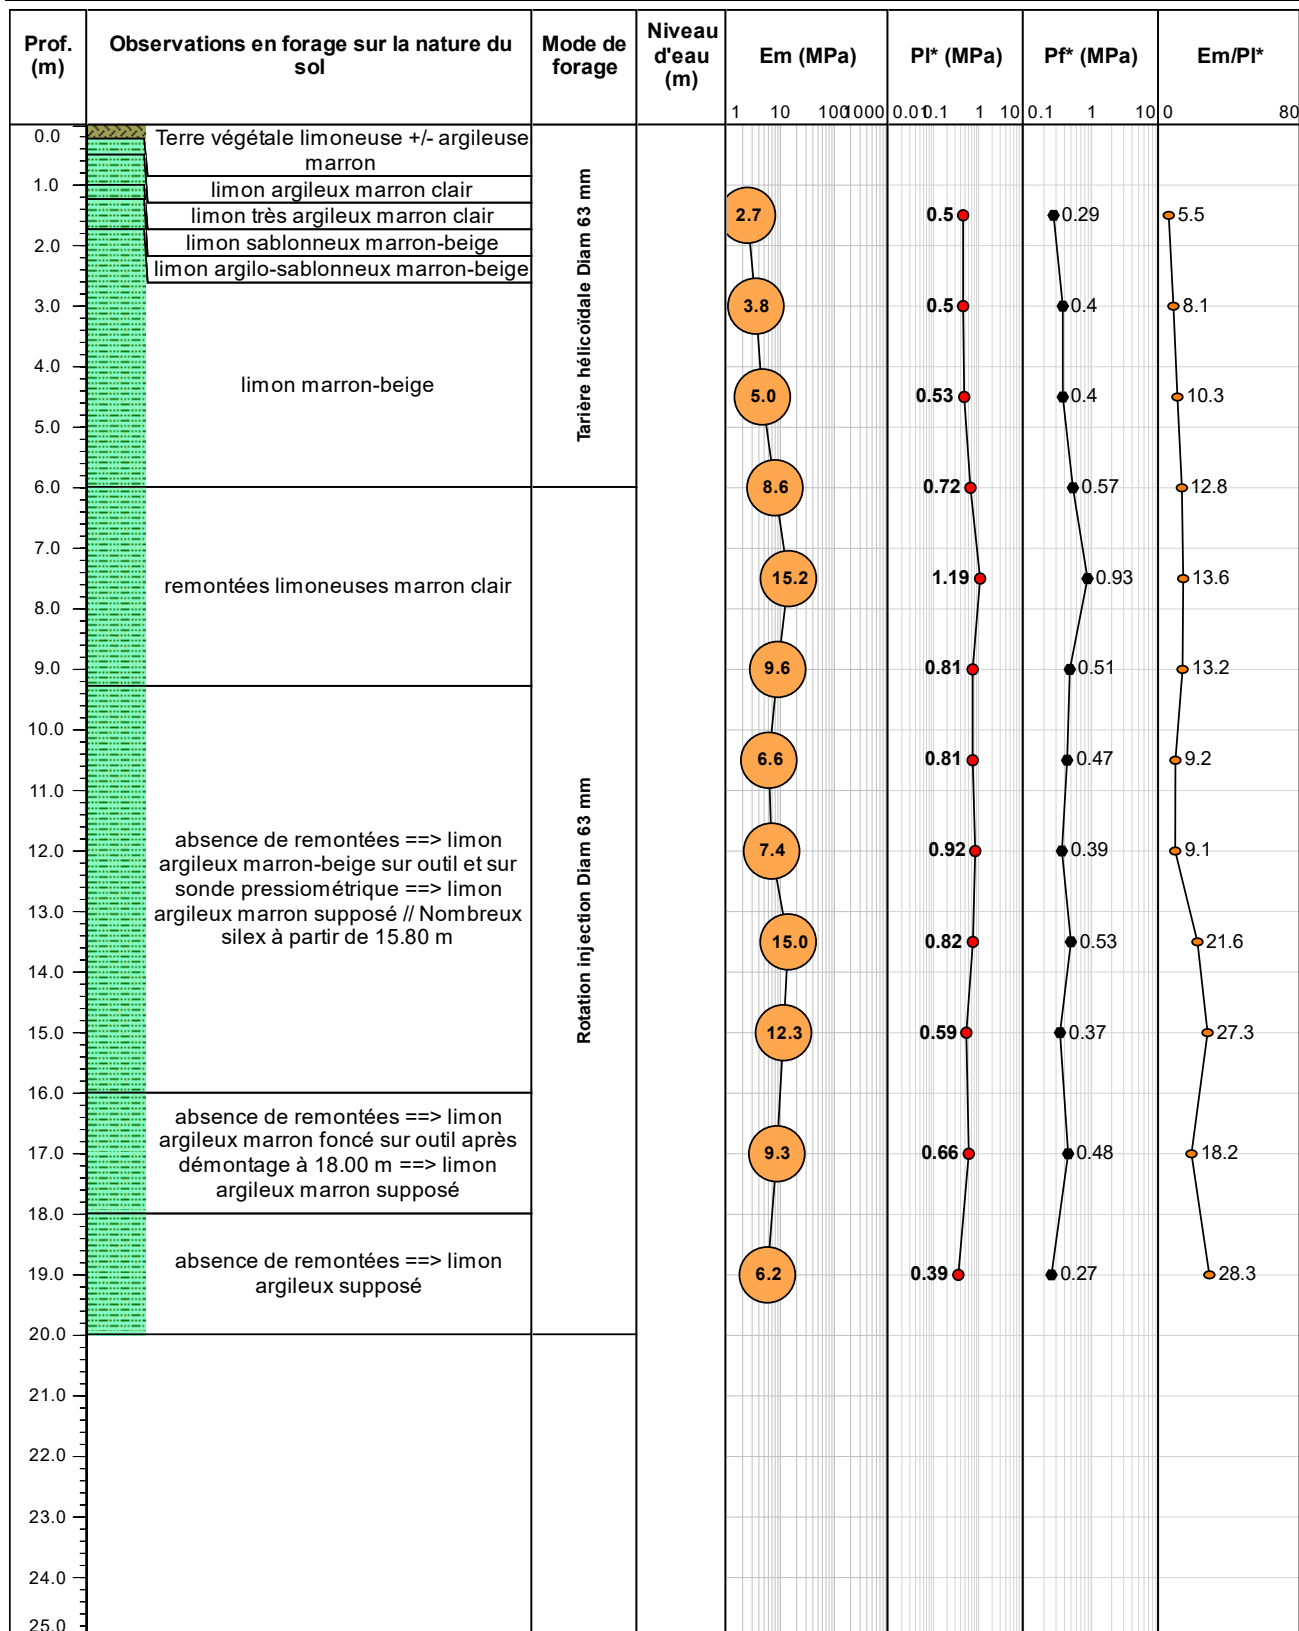 Prof. (m)
Observations en forage sur la nature du sol
Mode de forage
Niveau d'eau (m)
Em (MPa)
Pl* (MPa)
Pf* (MPa)
Em/Pl*
1 10 100 1000
0.01 0.1 1 10
0.1 1 10
0 80
0.0
1.0
2.0
3.0
4.0
5.0
6.0
7.0
8.0
9.0
10.0
11.0
12.0
13.0
14.0
15.0
16.0
17.0
18.0
19.0
20.0
21.0
22.0
23.0
24.0
25.0
Terre végétale limoneuse +/- argileuse
marron
limon argileux marron clair
limon très argileux marron clair
limon sablonneux marron-beige
limon argilo-sablonneux marron-beige
limon marron-beige
remontées limoneuses marron clair
absence de remontées ==> limon
argileux marron-beige sur outil et sur
sonde pressiométrique ==> limon
argileux marron supposé // Nombreux
silex à partir de 15.80 m
absence de remontées ==> limon
argileux marron foncé sur outil après
démontage à 18.00 m ==> limon
argileux marron supposé
absence de remontées ==> limon
argileux supposé
Tarière hélicoïdale Diam 63 mm
Rotation injection Diam 63 mm
2.7 0.5 0.29 5.5
3.8 0.5 0.4 8.1
5.0 0.53 0.4 10.3
8.6 0.72 0.57 12.8
15.2 1.19 0.93 13.6
9.6 0.81 0.51 13.2
6.6 0.81 0.47 9.2
7.4 0.92 0.39 9.1
15.0 0.82 0.53 21.6
12.3 0.59 0.37 27.3
9.3 0.66 0.48 18.2
6.2 0.39 0.27 28.3